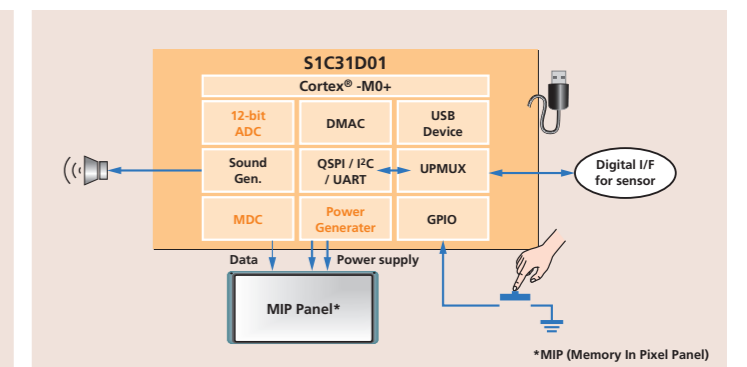 S1C31D01
Cortex® -M0+
12-bit
ADC
DMAC
USB
Device
Sound
Gen.
QSPI / I²C
/ UART
UPMUX
Digital I/F
for sensor
MDC
Power
Generater
GPIO
Data
Power supply
MIP Panel*
*MIP (Memory In Pixel Panel)